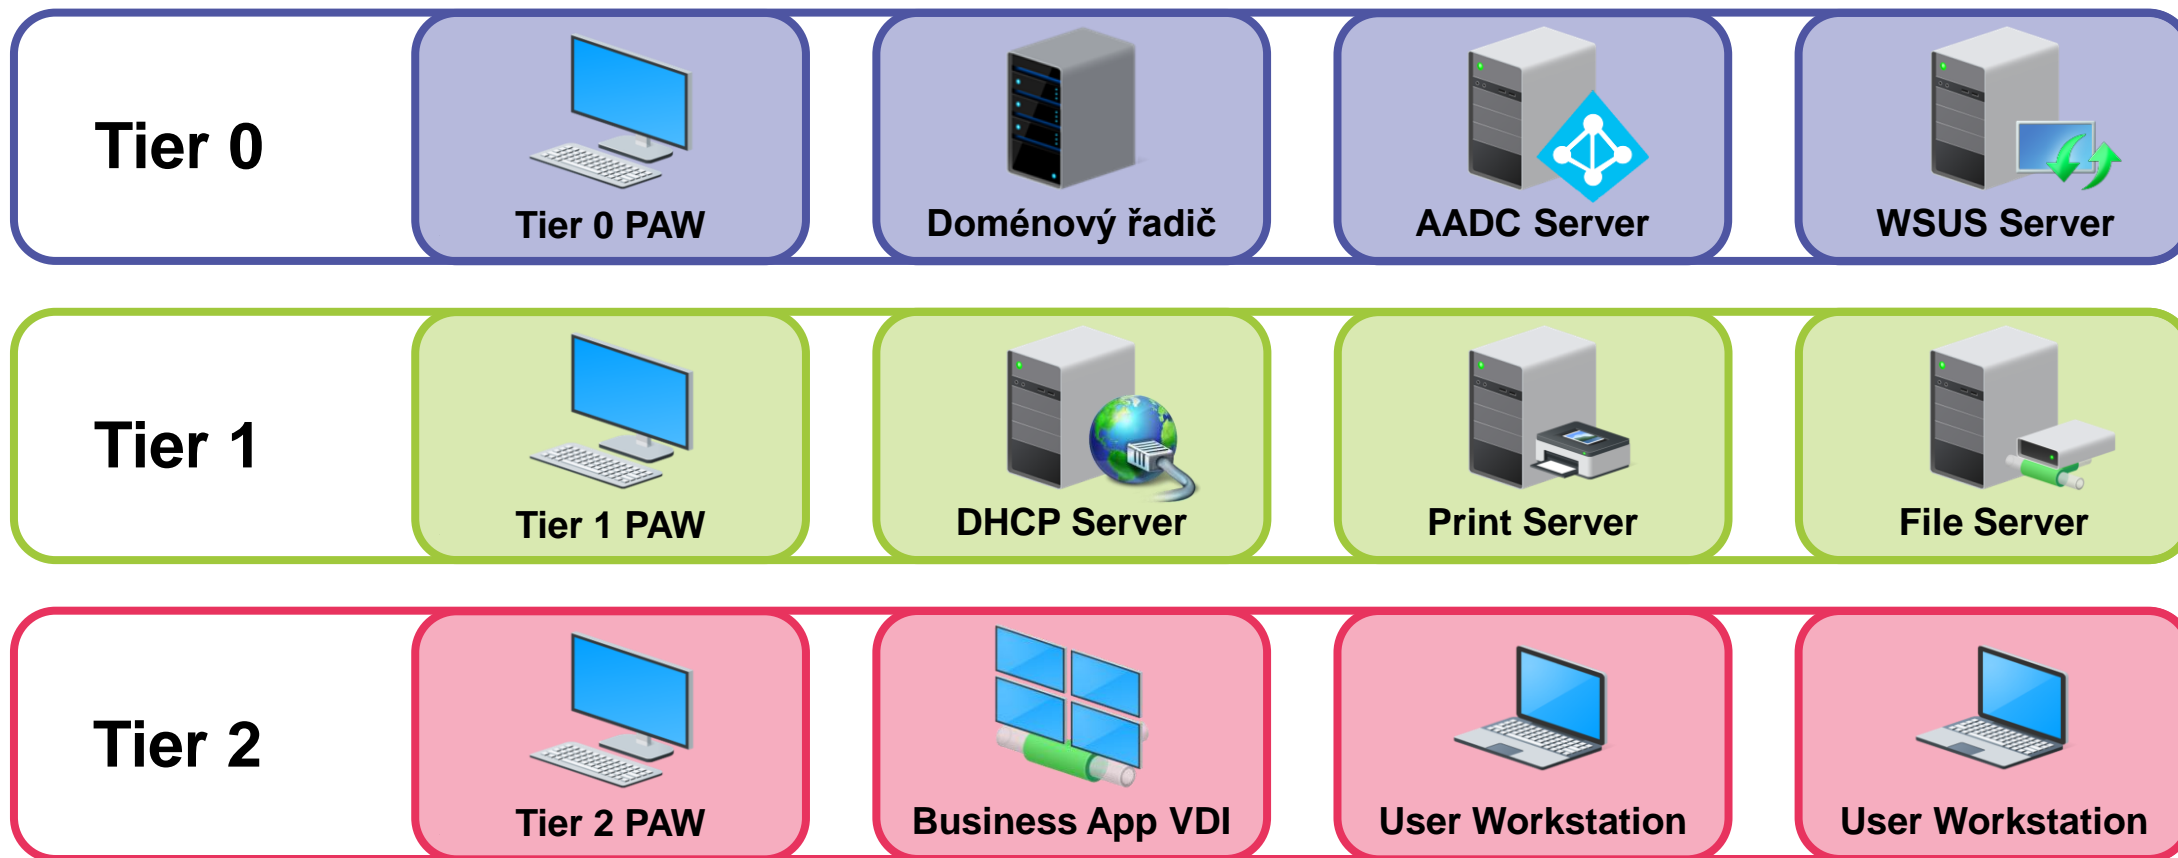 Tier 0
Tier 0 PAW
Doménový řadič
AADC Server
WSUS Server
Tier 1
Tier 1 PAW
DHCP Server
Print Server
File Server
Tier 2
Tier 2 PAW
Business App VDI
User Workstation
User Workstation